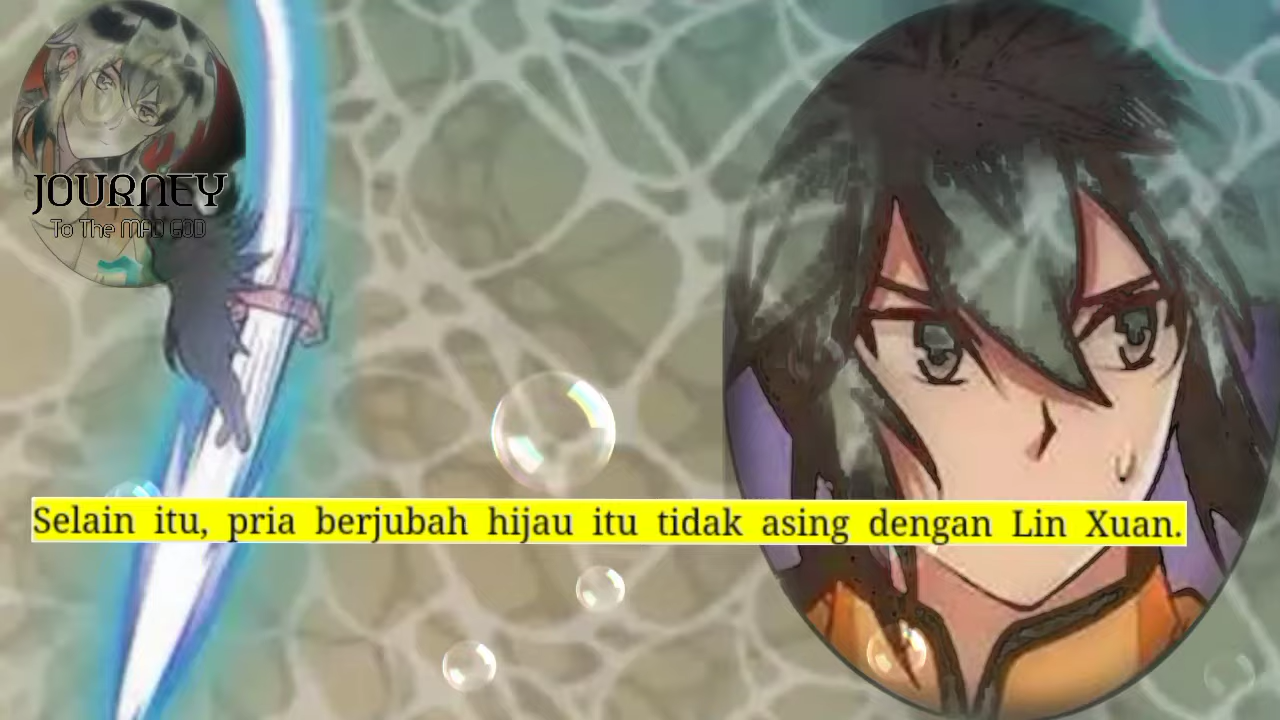 JOURNEY
To The MAD GOD
Selain itu, pria berjubah hijau itu tidak asing dengan Lin Xuan.